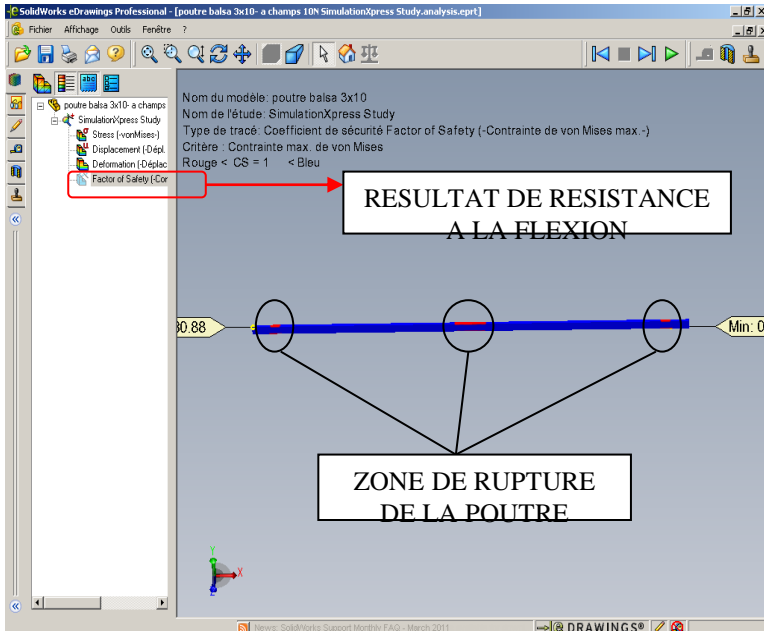 SolidWorks eDrawings Professional - [poutre balsa 3x10- a champs 10N SimulationXpress Study.analysis.eprt]
Fichier Affichage Outils Fenêtre ?
poutre balsa 3x10- a champs
SimulationXpress Study
Stress (-vonMises-)
Displacement (-Dépl.
Deformation (-Déplac
Factor of Safety (-Cor
Nom du modèle: poutre balsa 3x10
Nom de l'étude: SimulationXpress Study
Type de tracé: Coefficient de sécurité Factor of Safety (-Contrainte de von Mises max.-)
Critère : Contrainte max. de von Mises
Rouge < CS = 1 < Bleu
RESULTAT DE RESISTANCE
A LA FLEXION
30.88
Min: 0
ZONE DE RUPTURE
DE LA POUTRE
Y
X
Z
News: SolidWorks Support Monthly FAQ - March 2011
DRAWINGS®